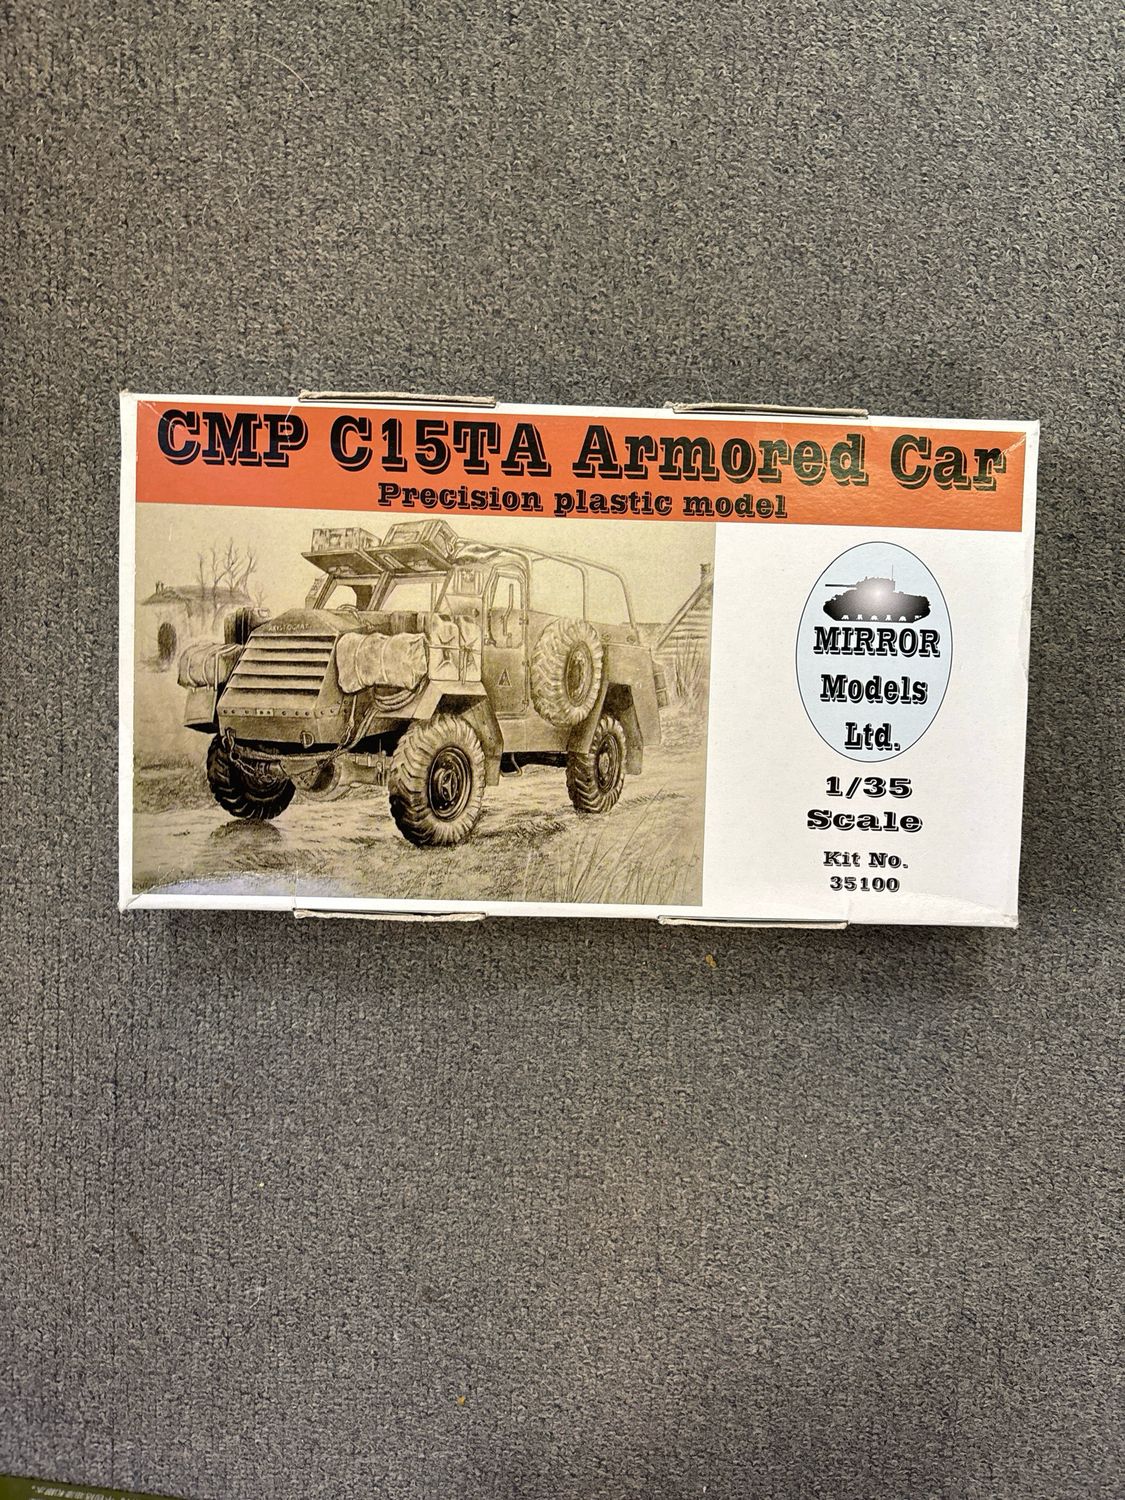 CMP C15TA Armored Car
Precision plastic model
MIRROR
Models
Ltd.
1/35
Scale
Kit No.
35100